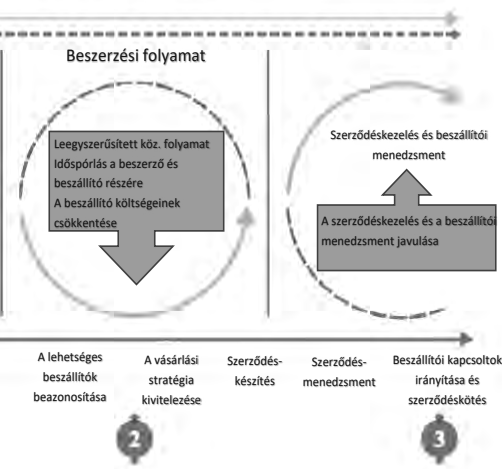 Beszerzési folyamat
Leegyszerűsített köz. folyamat
Időspórlás a beszerző és
beszállító részére
A beszállító költségeinek
csökkentése
Szerződéskezelés és beszállítói
menedzsment
A szerződéskezelés és a beszállítói
menedzsment javulása
A lehetséges
beszállítók
beazonosítása
A vásárlási
stratégia
kivitelezése
Szerződés-
készítés
Szerződés-
menedzsment
Beszállítói kapcsoltok
irányítása és
szerződéskötés
2
3